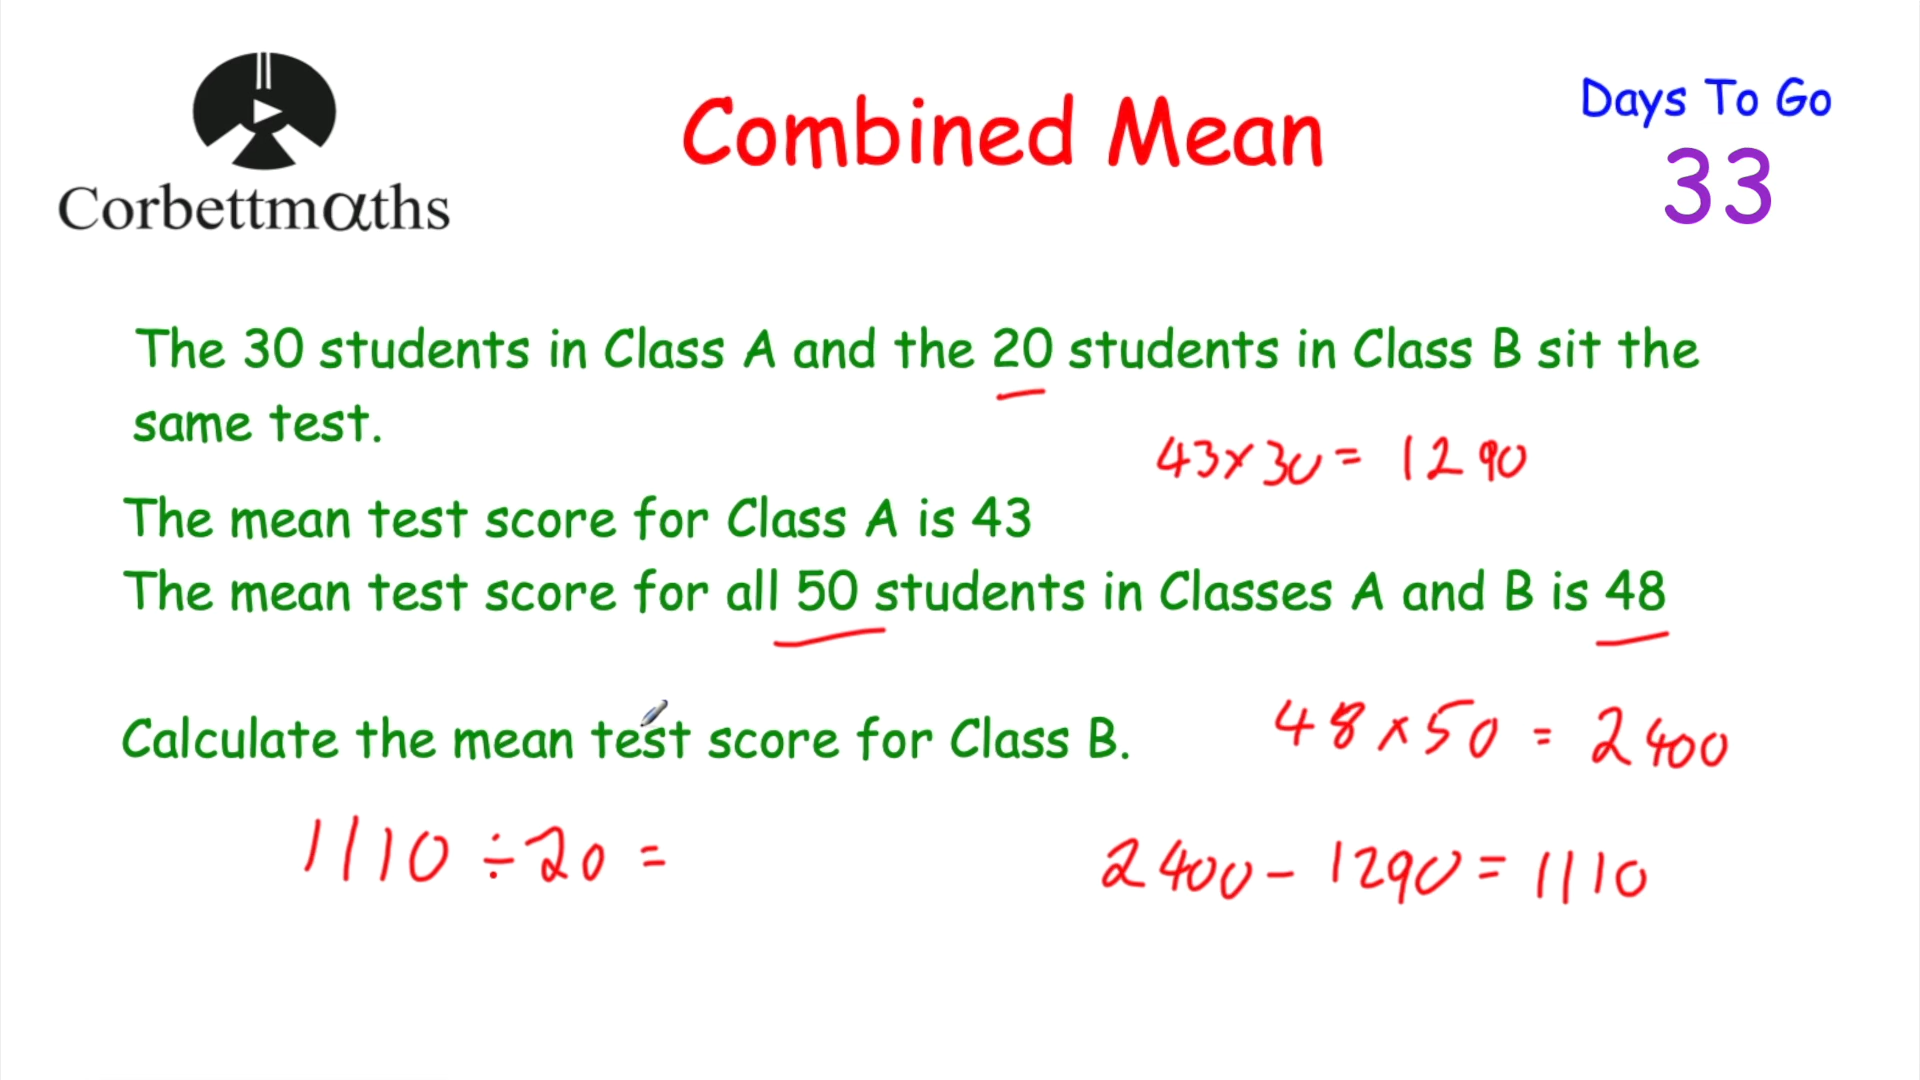 Corbettmαths
Combined Mean
Days To Go
33
The 30 students in Class A and the 20 students in Class B sit the
same test.
43×30= 1290
The mean test score for Class A is 43
The mean test score for all 50 students in Classes A and B is 48
Calculate the mean test score for Class B.
48×50 = 2400
1110 ÷20 =
2400- 1290=1110